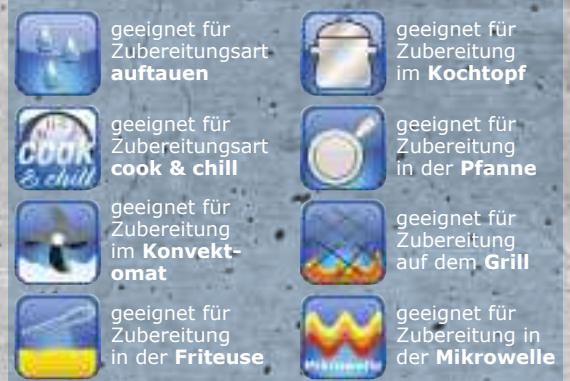 geeignet für
Zubereitungsart
auftauen
geeignet für
Zubereitung
im Kochtopf
cook
& chill
geeignet für
Zubereitungsart
cook & chill
geeignet für
Zubereitung
in der Pfanne
geeignet für
Zubereitung
im Konvekt-
omat
geeignet für
Zubereitung
auf dem Grill
geeignet für
Zubereitung
in der Friteuse
Mikrowelle
geeignet für
Zubereitung in
der Mikrowelle